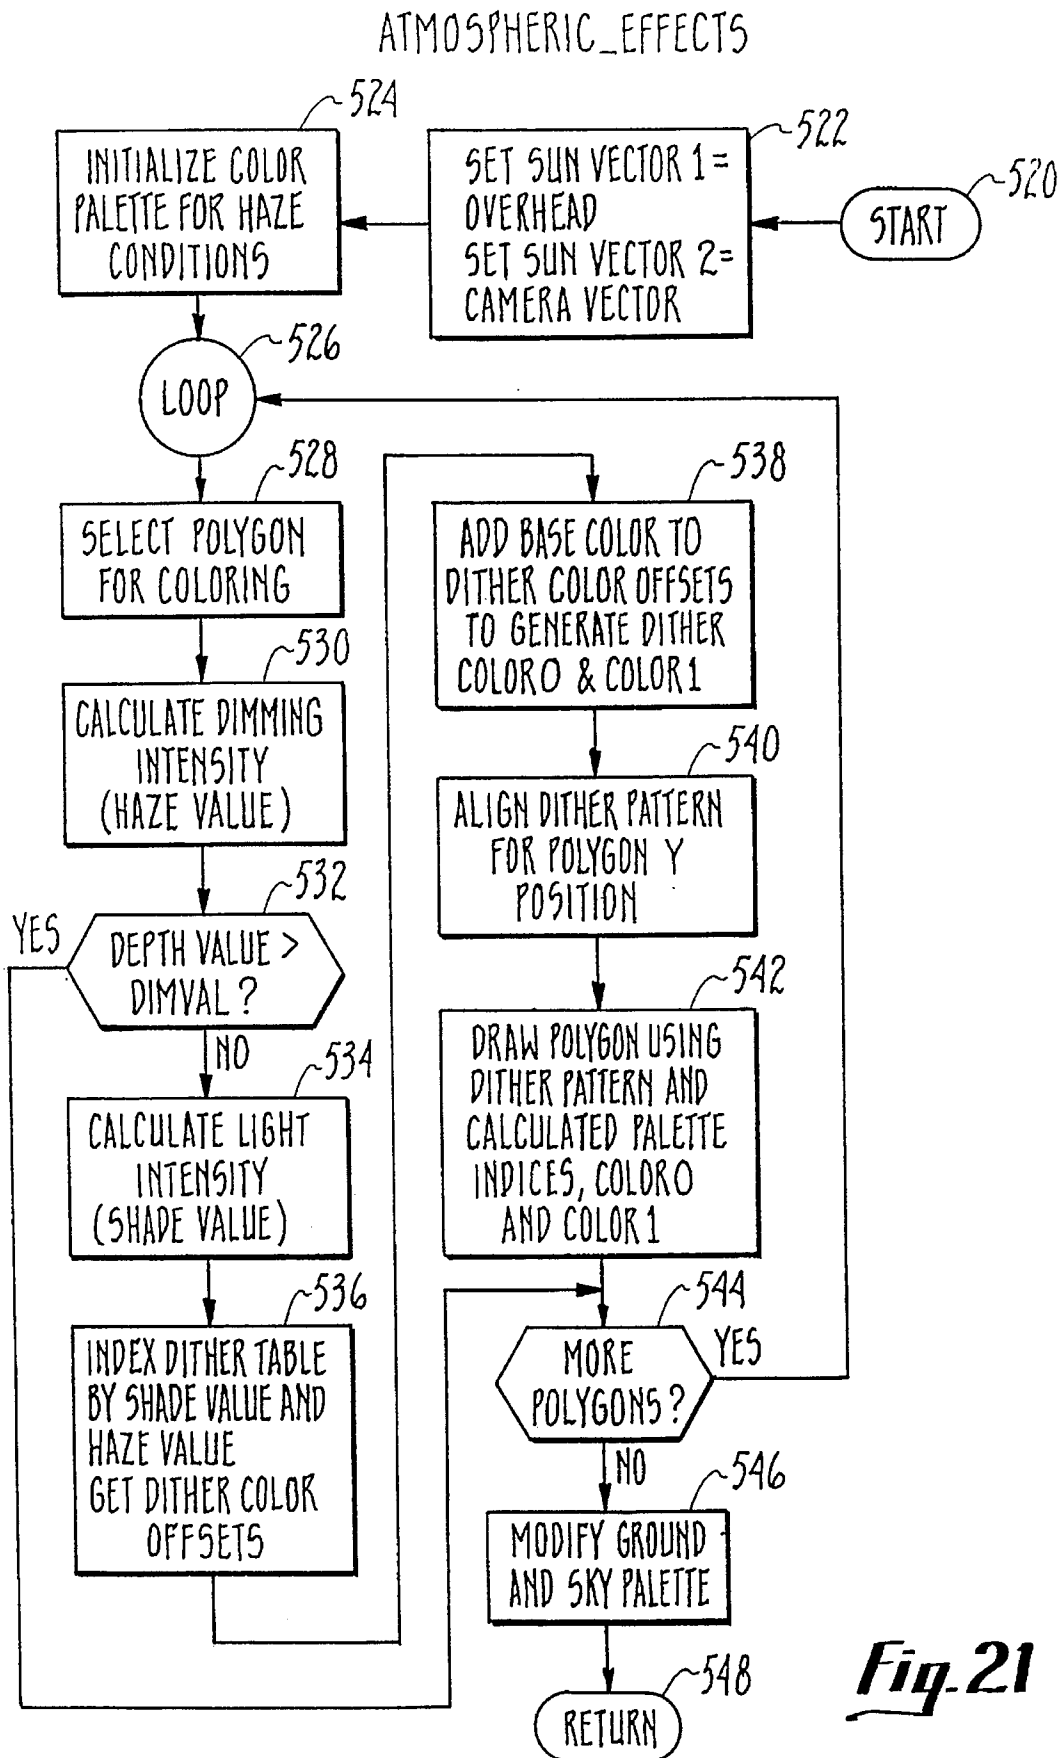 ATMOSPHERIC_EFFECTS
520
START
522
SET SUN VECTOR 1 =
OVERHEAD
SET SUN VECTOR 2 =
CAMERA VECTOR
524
INITIALIZE COLOR
PALETTE FOR HAZE
CONDITIONS
526
LOOP
528
SELECT POLYGON
FOR COLORING
530
CALCULATE DIMMING
INTENSITY
(HAZE VALUE)
532
YES
DEPTH VALUE >
DIMVAL?
NO
534
CALCULATE LIGHT
INTENSITY
(SHADE VALUE)
536
INDEX DITHER TABLE
BY SHADE VALUE AND
HAZE VALUE
GET DITHER COLOR
OFFSETS
538
ADD BASE COLOR TO
DITHER COLOR OFFSETS
TO GENERATE DITHER
COLOR0 & COLOR1
540
ALIGN DITHER PATTERN
FOR POLYGON Y
POSITION
542
DRAW POLYGON USING
DITHER PATTERN AND
CALCULATED PALETTE
INDICES, COLOR0
AND COLOR1
544
MORE
POLYGONS?
YES
NO
546
MODIFY GROUND
AND SKY PALETTE
548
RETURN
Fig. 21